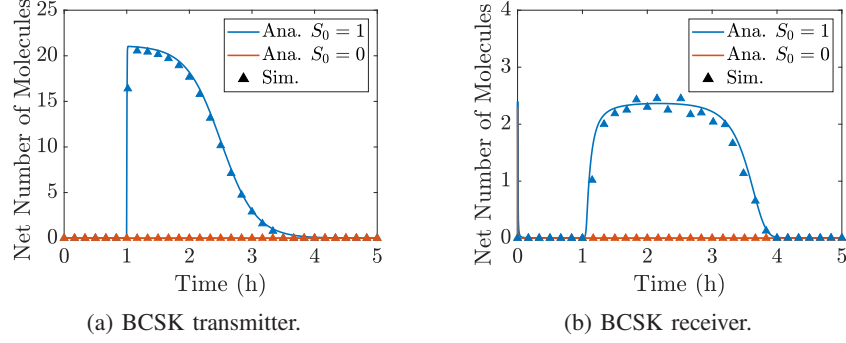 25
20
15
10
5
0
Net Number of Molecules
Ana. S₀ = 1
Ana. S₀ = 0
Sim.
0 1 2 3 4 5
Time (h)
(a) BCSK transmitter.
4
3
2
1
0
Net Number of Molecules
Ana. S₀ = 1
Ana. S₀ = 0
Sim.
0 1 2 3 4 5
Time (h)
(b) BCSK receiver.